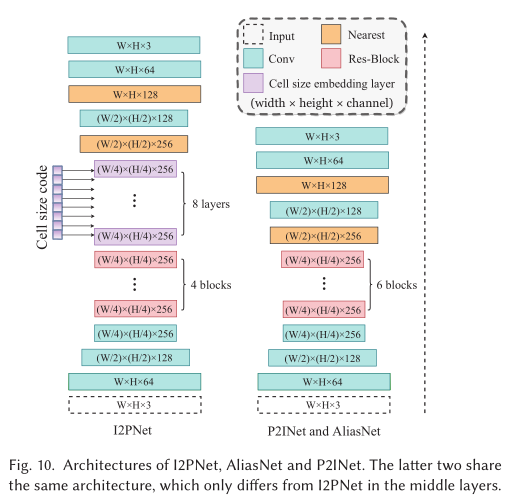 Input
Nearest
Conv
Res-Block
Cell size embedding layer
(width × height × channel)
W×H×3
W×H×64
W×H×128
(W/2)×(H/2)×128
(W/2)×(H/2)×256
(W/4)×(H/4)×256
8 layers
Cell size code
(W/4)×(H/4)×256
(W/4)×(H/4)×256
4 blocks
(W/4)×(H/4)×256
(W/4)×(H/4)×256
(W/2)×(H/2)×128
W×H×64
W×H×3
I2PNet
W×H×3
W×H×64
W×H×128
(W/2)×(H/2)×128
(W/2)×(H/2)×256
(W/4)×(H/4)×256
6 blocks
(W/4)×(H/4)×256
(W/4)×(H/4)×256
(W/2)×(H/2)×128
W×H×64
W×H×3
P2INet and AliasNet
Fig. 10. Architectures of I2PNet, AliasNet and P2INet. The latter two share
the same architecture, which only differs from I2PNet in the middle layers.